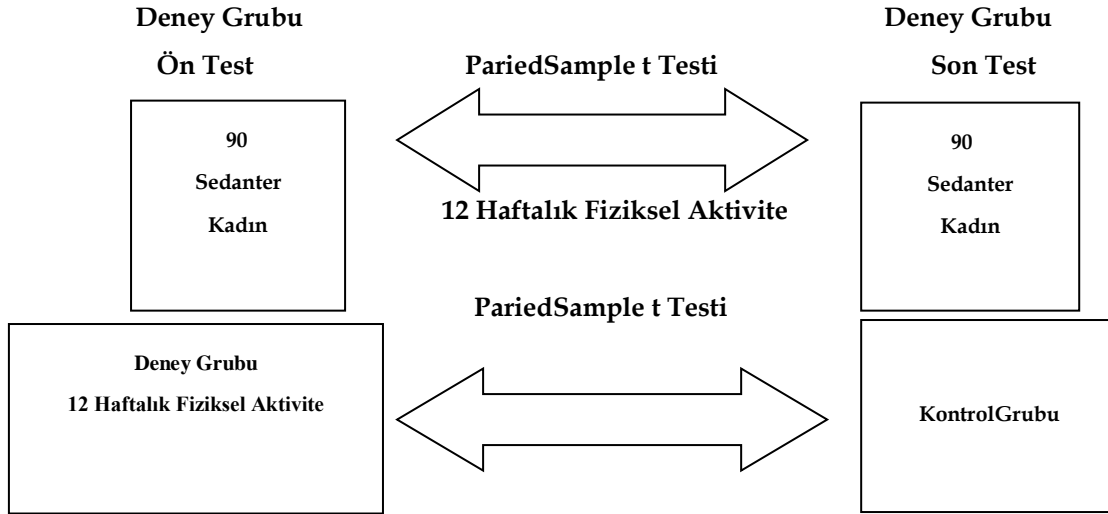 Deney Grubu
Ön Test
PariedSample t Testi
Deney Grubu
Son Test
90
Sedanter
Kadın
12 Haftalık Fiziksel Aktivite
90
Sedanter
Kadın
PariedSample t Testi
Deney Grubu
12 Haftalık Fiziksel Aktivite
KontrolGrubu